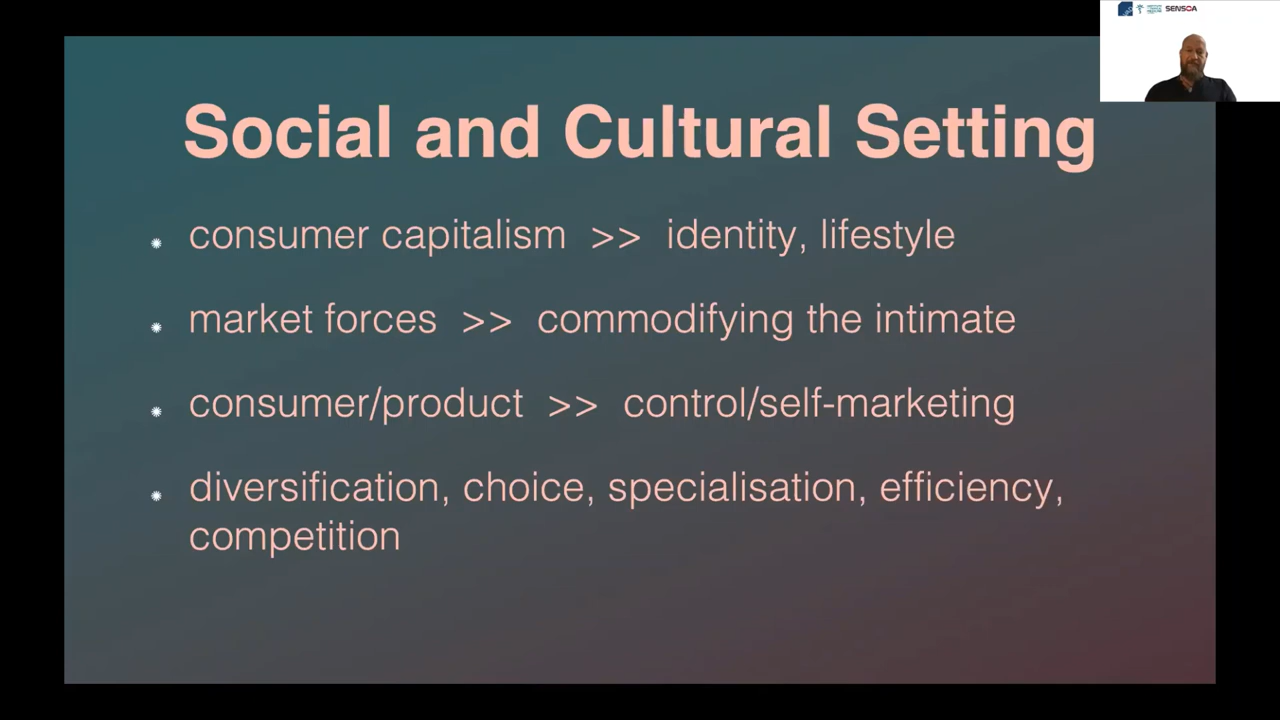 SENSOA
Social and Cultural Setting
consumer capitalism >> identity, lifestyle
market forces >> commodifying the intimate
consumer/product >> control/self-marketing
diversification, choice, specialisation, efficiency,
competition